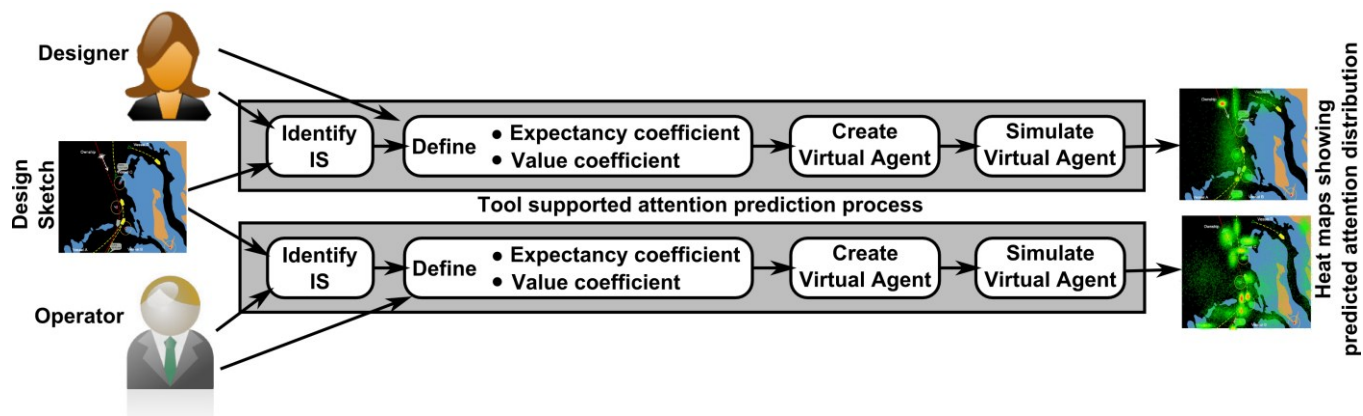 Designer
Identify
IS
Define
• Expectancy coefficient
• Value coefficient
Create
Virtual Agent
Simulate
Virtual Agent
Design
Sketch
Ownship
Tool supported attention prediction process
Operator
Identify
IS
Define
• Expectancy coefficient
• Value coefficient
Create
Virtual Agent
Simulate
Virtual Agent
Heat maps showing
predicted attention distribution